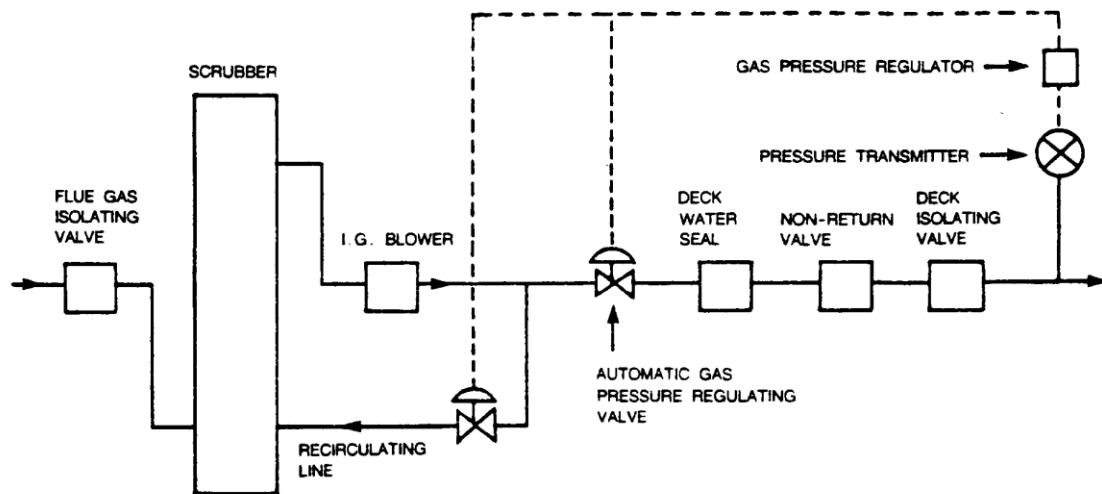 GAS PRESSURE REGULATOR
SCRUBBER
PRESSURE TRANSMITTER
FLUE GAS
ISOLATING
VALVE
I.G. BLOWER
DECK
WATER
SEAL
NON-RETURN
VALVE
DECK
ISOLATING
VALVE
AUTOMATIC GAS
PRESSURE REGULATING
VALVE
RECIRCULATING
LINE